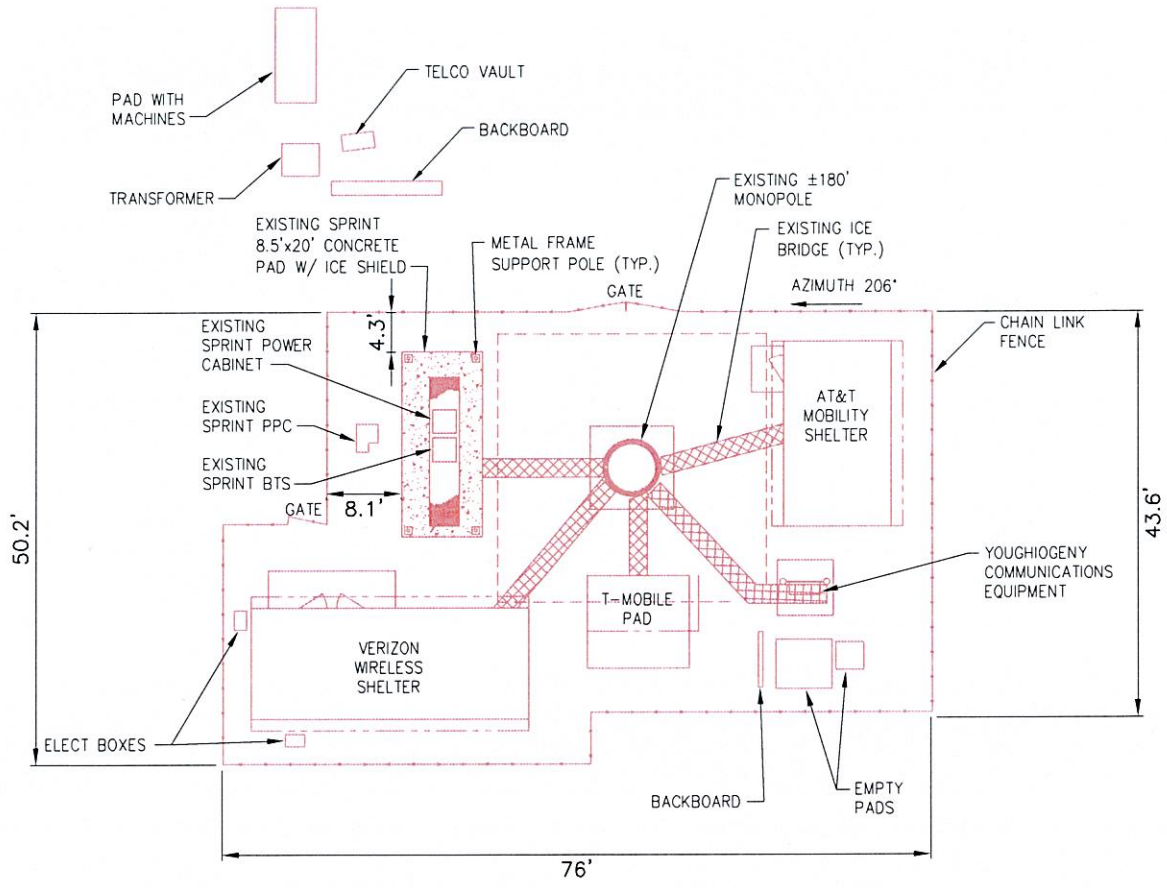 TELCO VAULT
PAD WITH
MACHINES
BACKBOARD
TRANSFORMER
EXISTING ±180'
MONOPOLE
EXISTING SPRINT
8.5'x20' CONCRETE
PAD W/ ICE SHIELD
METAL FRAME
SUPPORT POLE (TYP.)
EXISTING ICE
BRIDGE (TYP.)
GATE
AZIMUTH 206°
CHAIN LINK
FENCE
4.3'
EXISTING
SPRINT POWER
CABINET
EXISTING
SPRINT PPC
EXISTING
SPRINT BTS
AT&T
MOBILITY
SHELTER
8.1'
GATE
50.2'
43.6'
YOUGHIOGENY
COMMUNICATIONS
EQUIPMENT
T-MOBILE
PAD
VERIZON
WIRELESS
SHELTER
ELECT BOXES
BACKBOARD
EMPTY
PADS
76'